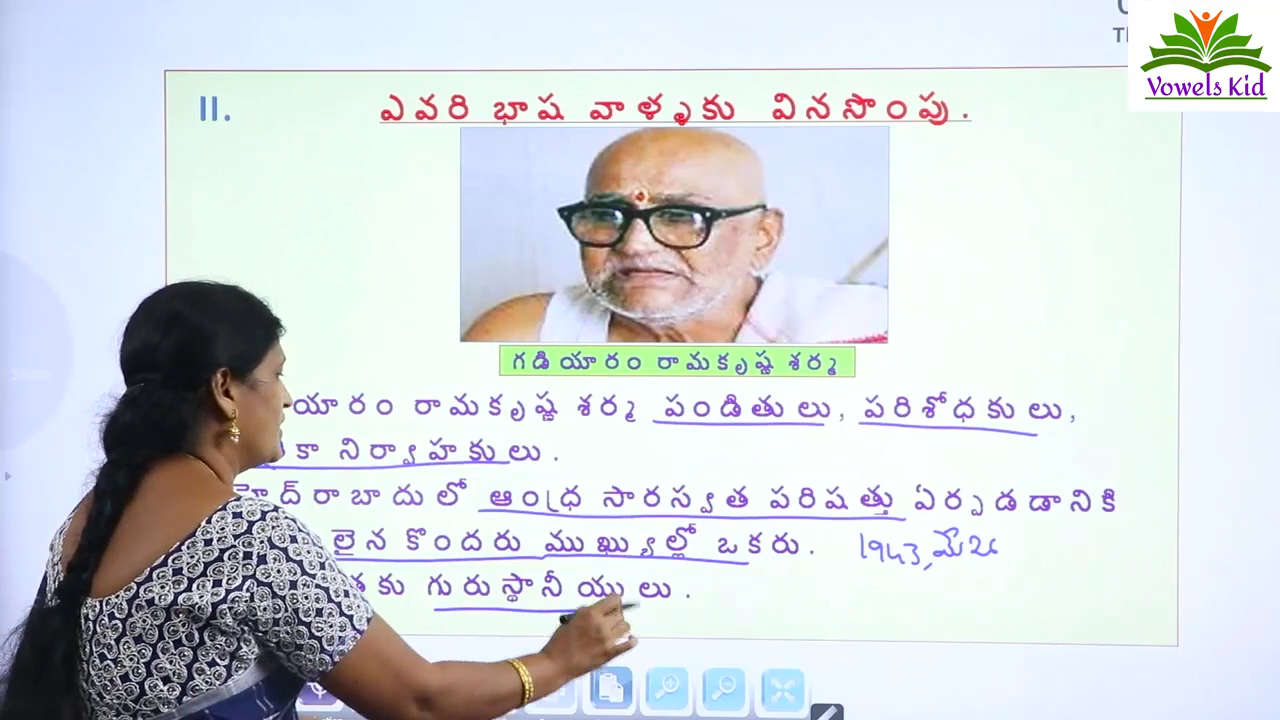 Vowels Kid
II. ఎవరి భాష వాళ్ళకు వినసొంపు.
గడియారం రామకృష్ణ శర్మ
యారం రామకృష్ణ శర్మ పండితులు, పరిశోధకులు,
కా నిర్వాహకులు.
హైద్రాబాదులో ఆంధ్ర సారస్వత పరిషత్తు ఏర్పడడానికి
లైన కొందరు ముఖ్యుల్లో ఒకరు. 1943, మే 26
కు గురుస్థానీయులు.